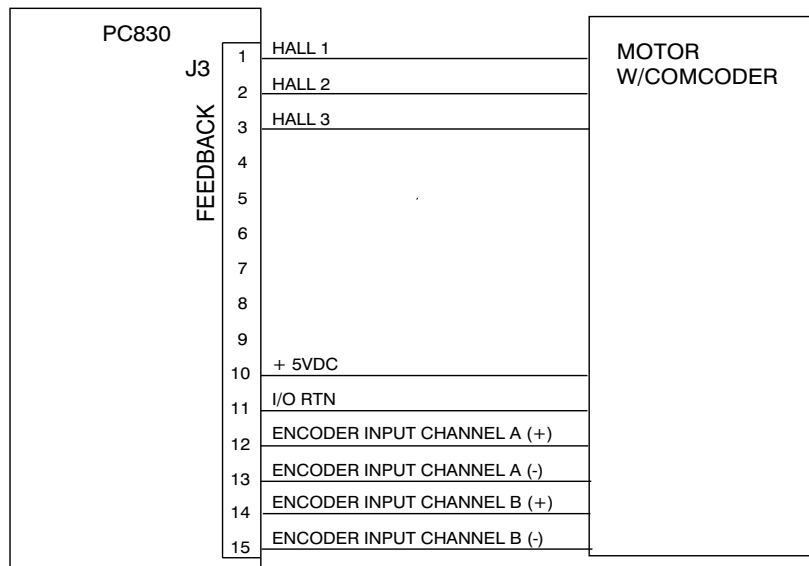 PC830
J3
FEEDBACK
1 HALL 1
2 HALL 2
3 HALL 3
4
5
6
7
8
9
10 + 5VDC
11 I/O RTN
12 ENCODER INPUT CHANNEL A (+)
13 ENCODER INPUT CHANNEL A (-)
14 ENCODER INPUT CHANNEL B (+)
15 ENCODER INPUT CHANNEL B (-)
MOTOR
W/COMCODER